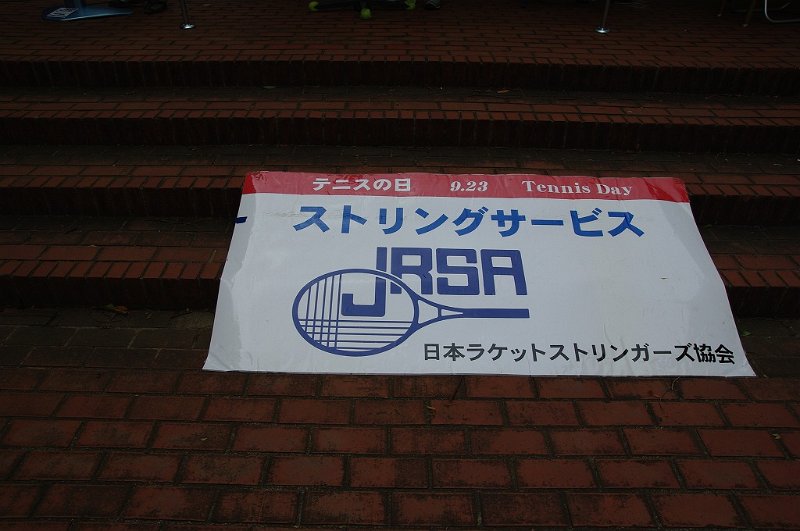 テニスの日 9.23 Tennis Day
ストリングサービス
JRSA
日本ラケットストリンガーズ協会